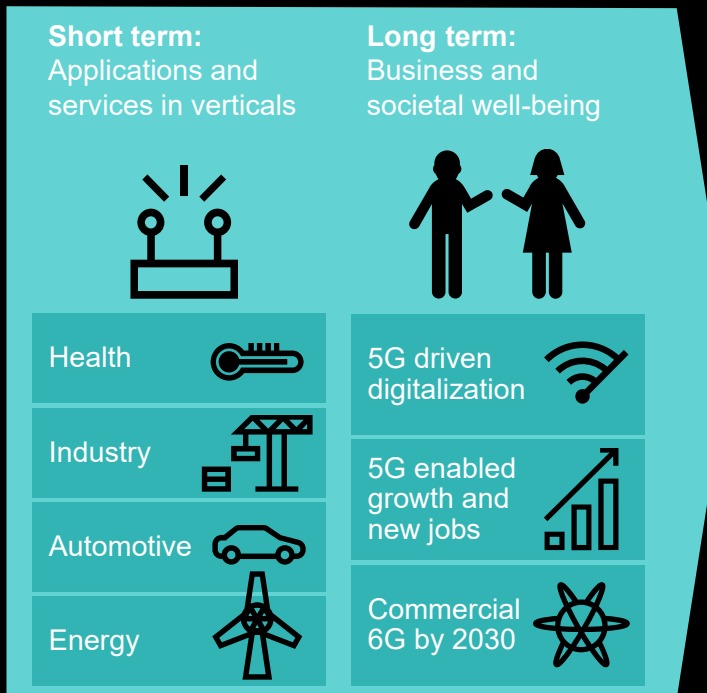 Short term:
Applications and
services in verticals
Health
Industry
Automotive
Energy
Long term:
Business and
societal well-being
5G driven
digitalization
5G enabled
growth and
new jobs
Commercial
6G by 2030